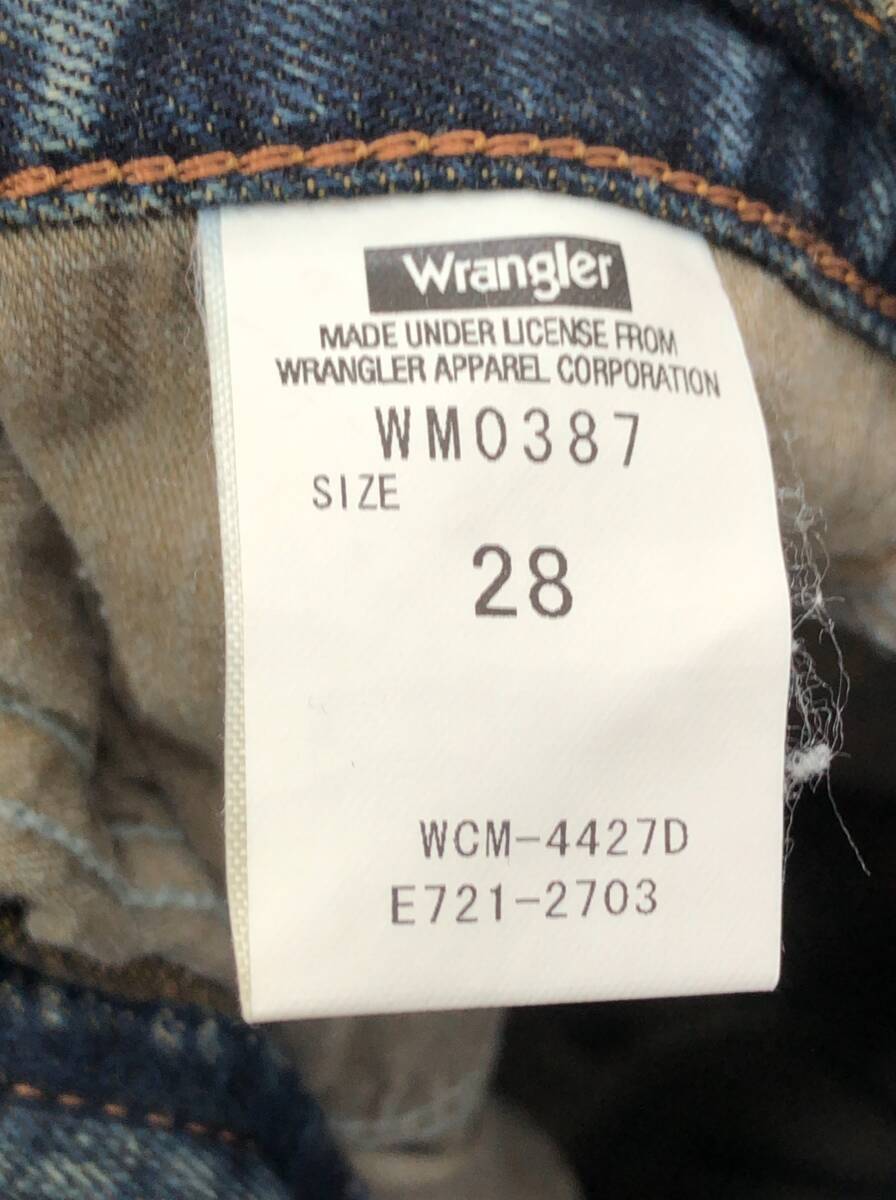 Wrangler
MADE UNDER LICENSE FROM
WRANGLER APPAREL CORPORATION
WM0387
SIZE
28
WCM-4427D
E721-2703